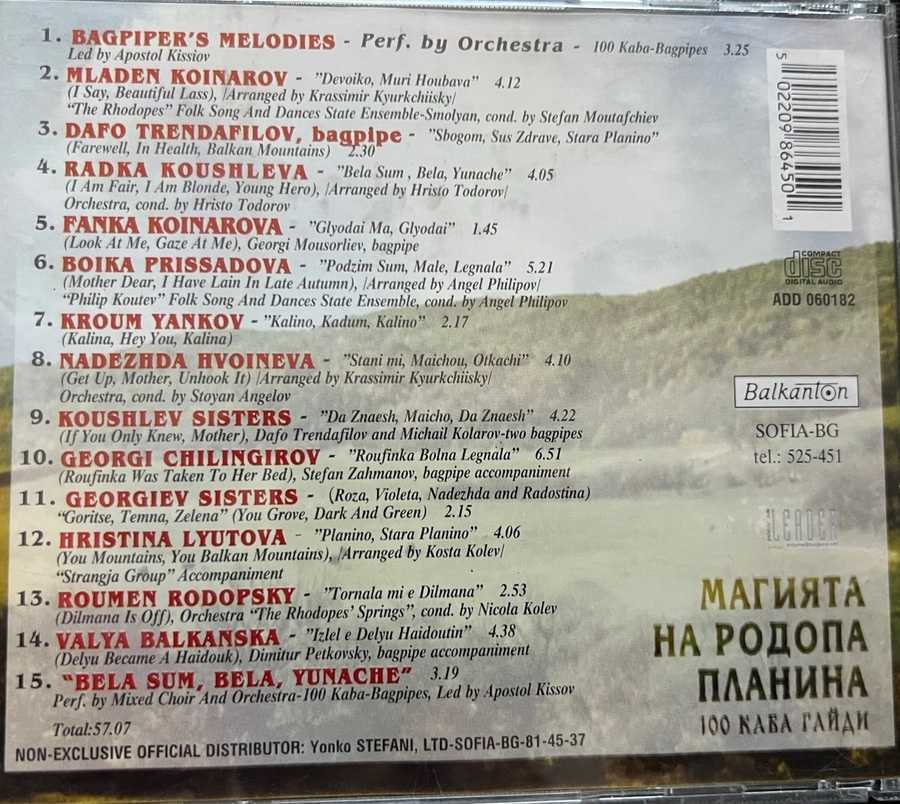 1. BAGPIPER'S MELODIES - Perf. by Orchestra - 100 Kaba-Bagpipes 3.25
Led by Apostol Kissiov
2. MLADEN KOINAROV - "Devoiko, Muri Houbava" 4.12
(I Say, Beautiful Lass), |Arranged by Krassimir Kyurkchiisky|
"The Rhodopes" Folk Song And Dances State Ensemble-Smolyan, cond. by Stefan Moutafchiev
3. DAFO TRENDAFILOV, bagpipe - "Sbogom, Sus Zdrave, Stara Planino"
(Farewell, In Health, Balkan Mountains) 2.30
4. RADKA KOUSHLEVA - "Bela Sum , Bela, Yunache" 4.05
(I Am Fair, I Am Blonde, Young Hero), |Arranged by Hristo Todorov|
Orchestra, cond. by Hristo Todorov
5. FANKA KOINAROVA - "Glyodai Ma, Glyodai" 1.45
(Look At Me, Gaze At Me), Georgi Mousorliev, bagpipe
6. BOIKA PRISSADOVA - "Podzim Sum, Male, Legnala" 5.21
(Mother Dear, I Have Lain In Late Autumn), |Arranged by Angel Philipov|
"Philip Koutev" Folk Song And Dances State Ensemble, cond. by Angel Philipov
7. KROUM YANKOV - "Kalino, Kadum, Kalino" 2.17
(Kalina, Hey You, Kalina)
8. NADEZHDA HVOINEVA - "Stani mi, Maichou, Otkachi" 4.10
(Get Up, Mother, Unhook It) |Arranged by Krassimir Kyurkchiisky|
Orchestra, cond. by Stoyan Angelov
9. KOUSHLEV SISTERS - "Da Znaesh, Maicho, Da Znaesh" 4.22
(If You Only Knew, Mother), Dafo Trendafilov and Michail Kolarov-two bagpipes
10. GEORGI CHILINGIROV - "Roufinka Bolna Legnala" 6.51
(Roufinka Was Taken To Her Bed), Stefan Zahmanov, bagpipe accompaniment
11. GEORGIEV SISTERS - (Roza, Violeta, Nadezhda and Radostina)
"Goritse, Temna, Zelena" (You Grove, Dark And Green) 2.15
12. HRISTINA LYUTOVA - "Planino, Stara Planino" 4.06
(You Mountains, You Balkan Mountains), |Arranged by Kosta Kolev|
"Strangja Group" Accompaniment
13. ROUMEN RODOPSKY - "Tornala mi e Dilmana" 2.53
(Dilmana Is Off), Orchestra "The Rhodopes' Springs", cond. by Nicola Kolev
14. VALYA BALKANSKA - "Izlel e Delyu Haidoutin" 4.38
(Delyu Became A Haidouk), Dimitur Petkovsky, bagpipe accompaniment
15. "BELA SUM, BELA, YUNACHE" 3.19
Perf. by Mixed Choir And Orchestra-100 Kaba-Bagpipes, Led by Apostol Kissov
Total:57.07
NON-EXCLUSIVE OFFICIAL DISTRIBUTOR: Yonko STEFANI, LTD-SOFIA-BG-81-45-37
5 022098 64501
COMPACT
disc
DIGITAL AUDIO
ADD 060182
Balkanton
SOFIA-BG
tel.: 525-451
LEADER
МАГИЯТА
НА РОДОПА
ПЛАНИНА
100 КАБА ГАЙДИ